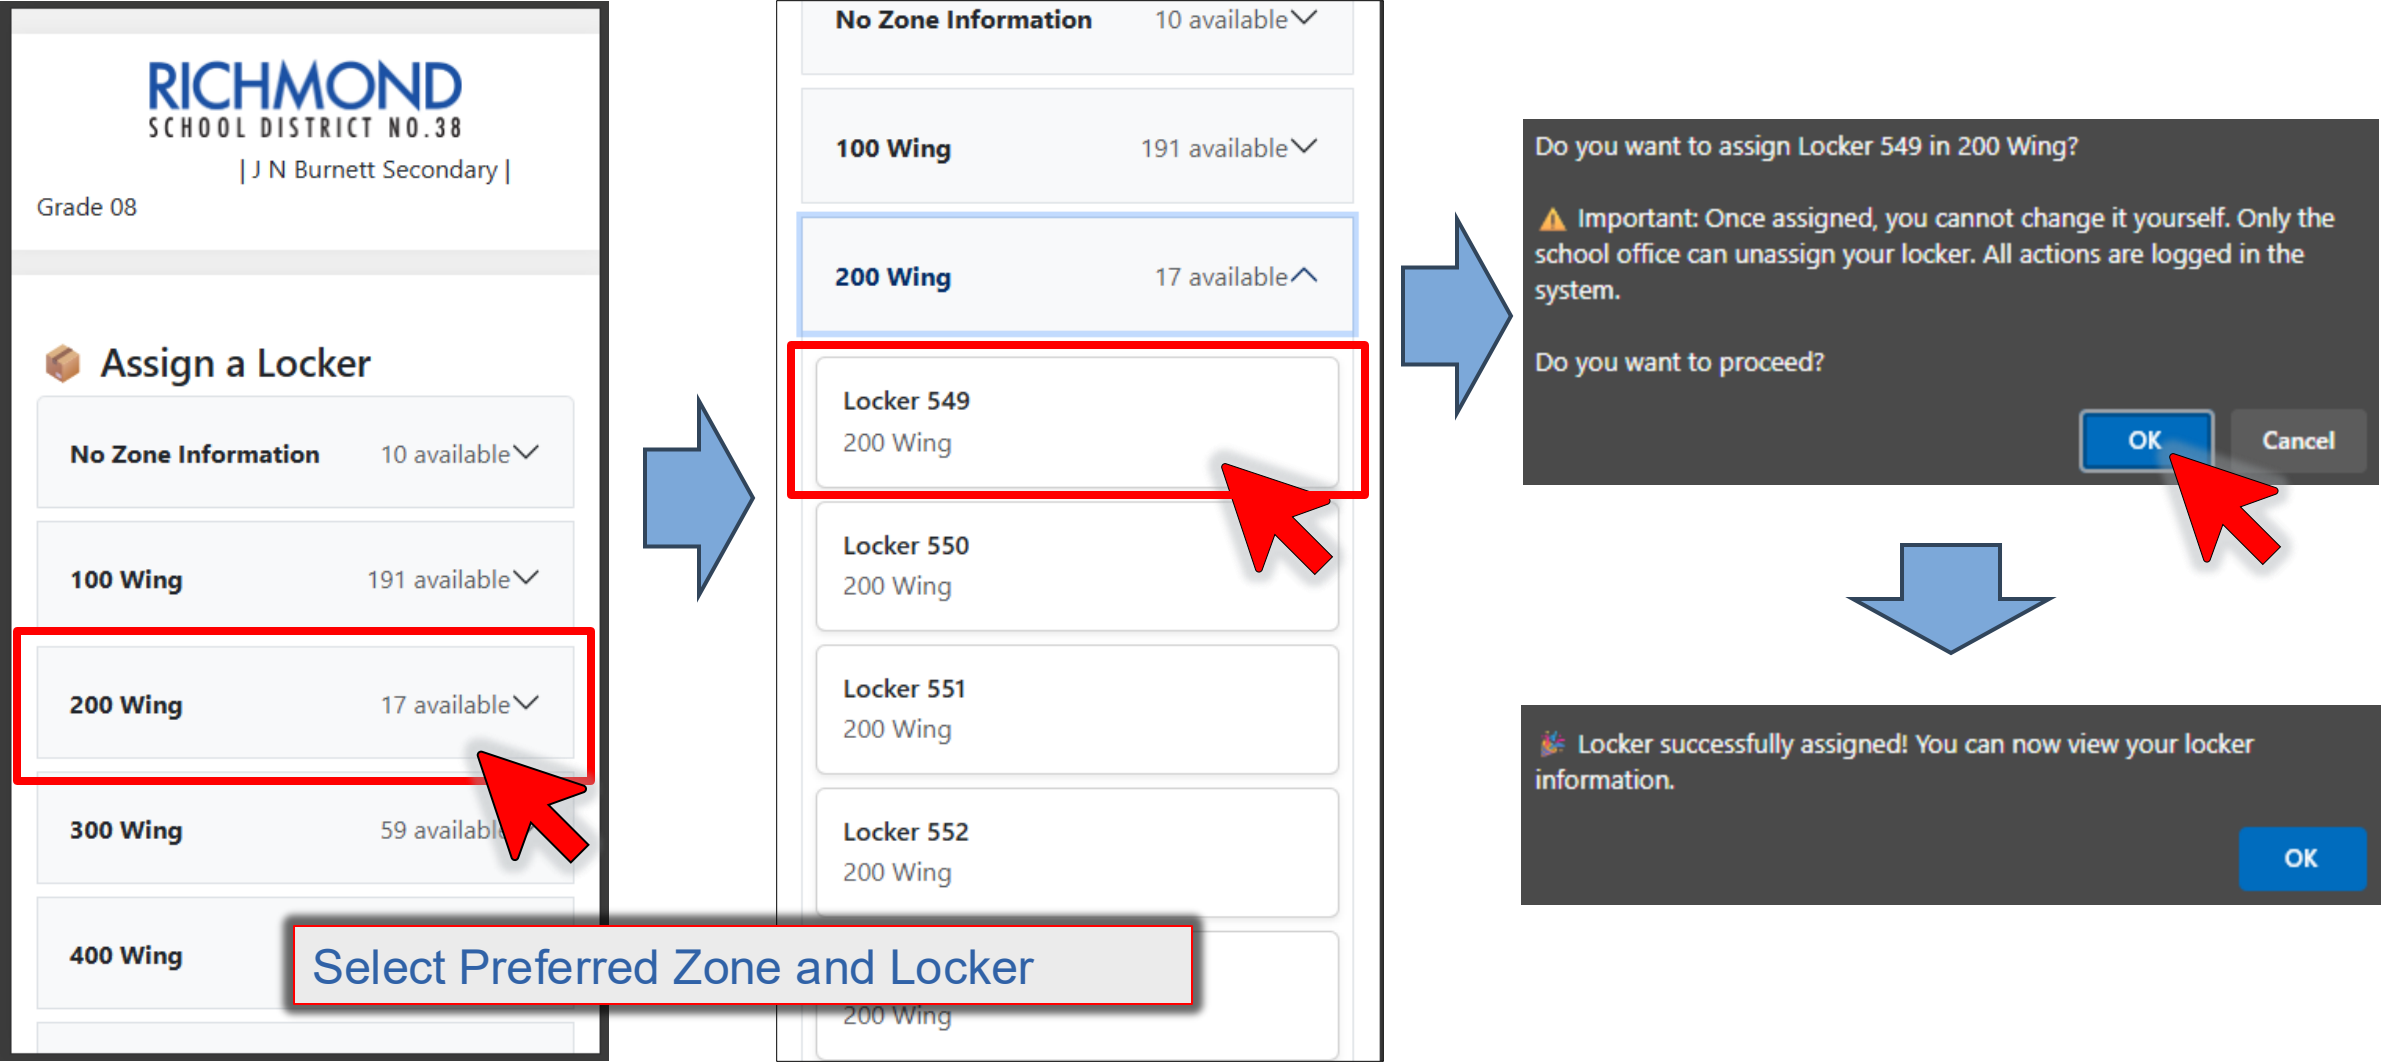 RICHMOND
SCHOOL DISTRICT NO.38
| J N Burnett Secondary |
Grade 08
📦 Assign a Locker
No Zone Information 10 available
100 Wing 191 available
200 Wing 17 available
300 Wing 59 available
400 Wing
No Zone Information 10 available
100 Wing 191 available
200 Wing 17 available
Locker 549
200 Wing
Locker 550
200 Wing
Locker 551
200 Wing
Locker 552
200 Wing
200 Wing
Select Preferred Zone and Locker
Do you want to assign Locker 549 in 200 Wing?
⚠️ Important: Once assigned, you cannot change it yourself. Only the
school office can unassign your locker. All actions are logged in the
system.
Do you want to proceed?
OK Cancel
🎉 Locker successfully assigned! You can now view your locker
information.
OK